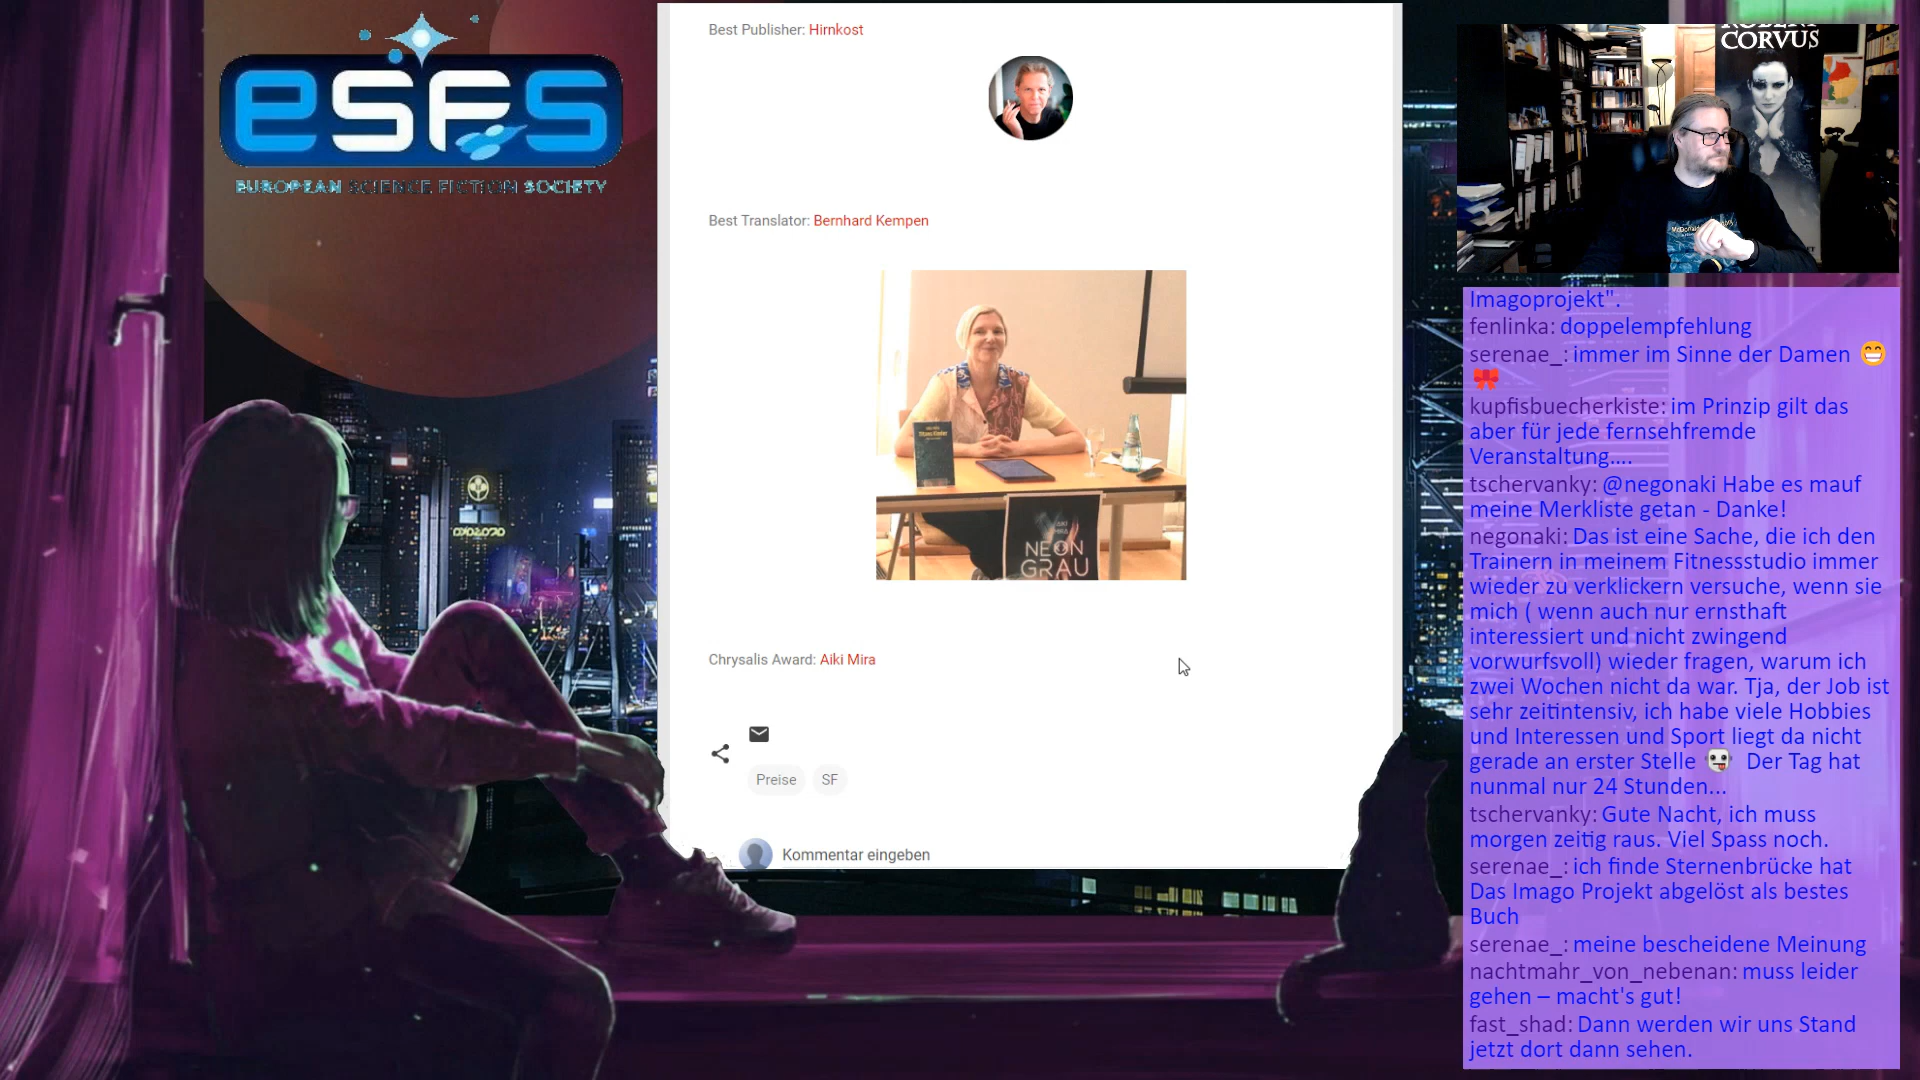 eSFS
EUROPEAN SCIENCE FICTION SOCIETY
Best Publisher: Hirnkost
Best Translator: Bernhard Kempen
NEON
GRAU
Chrysalis Award: Aiki Mira
Preise
SF
Kommentar eingeben
ROBERT
CORVUS
Imagoprojekt".
fenlinka: doppelempfehlung
serenae_: immer im Sinne der Damen 😁
🎀
kupfisbuecherkiste: im Prinzip gilt das
aber für jede fernsehfremde
Veranstaltung....
tschervanky: @negonaki Habe es mauf
meine Merkliste getan - Danke!
negonaki: Das ist eine Sache, die ich den
Trainern in meinem Fitnessstudio immer
wieder zu verklickern versuche, wenn sie
mich ( wenn auch nur ernsthaft
interessiert und nicht zwingend
vorwurfsvoll) wieder fragen, warum ich
zwei Wochen nicht da war. Tja, der Job ist
sehr zeitintensiv, ich habe viele Hobbies
und Interessen und Sport liegt da nicht
gerade an erster Stelle 👻 Der Tag hat
nunmal nur 24 Stunden...
tschervanky: Gute Nacht, ich muss
morgen zeitig raus. Viel Spass noch.
serenae_: ich finde Sternenbrücke hat
Das Imago Projekt abgelöst als bestes
Buch
serenae_: meine bescheidene Meinung
nachtmahr_von_nebenan: muss leider
gehen – macht's gut!
fast_shad: Dann werden wir uns Stand
jetzt dort dann sehen.